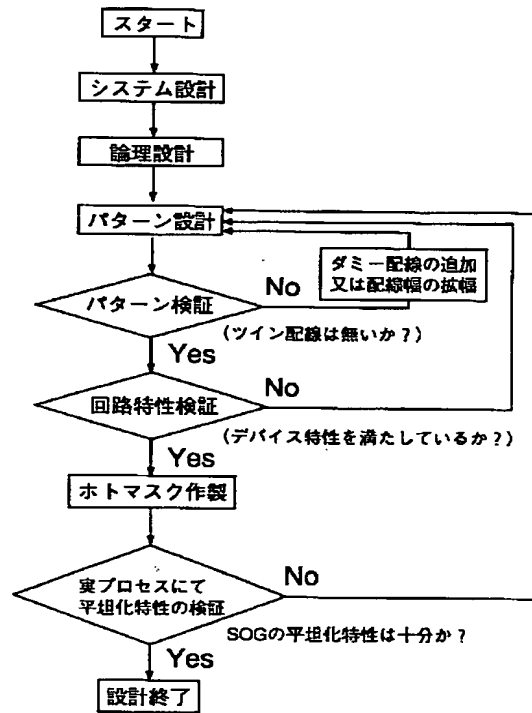 スタート
システム設計
論理設計
パターン設計
ダミー配線の追加
又は配線幅の拡幅
パターン検証
No
(ツイン配線は無いか?)
Yes
回路特性検証
No
(デバイス特性を満たしているか?)
Yes
ホトマスク作製
実プロセスにて
平坦化特性の検証
No
SOGの平坦化特性は十分か?
Yes
設計終了